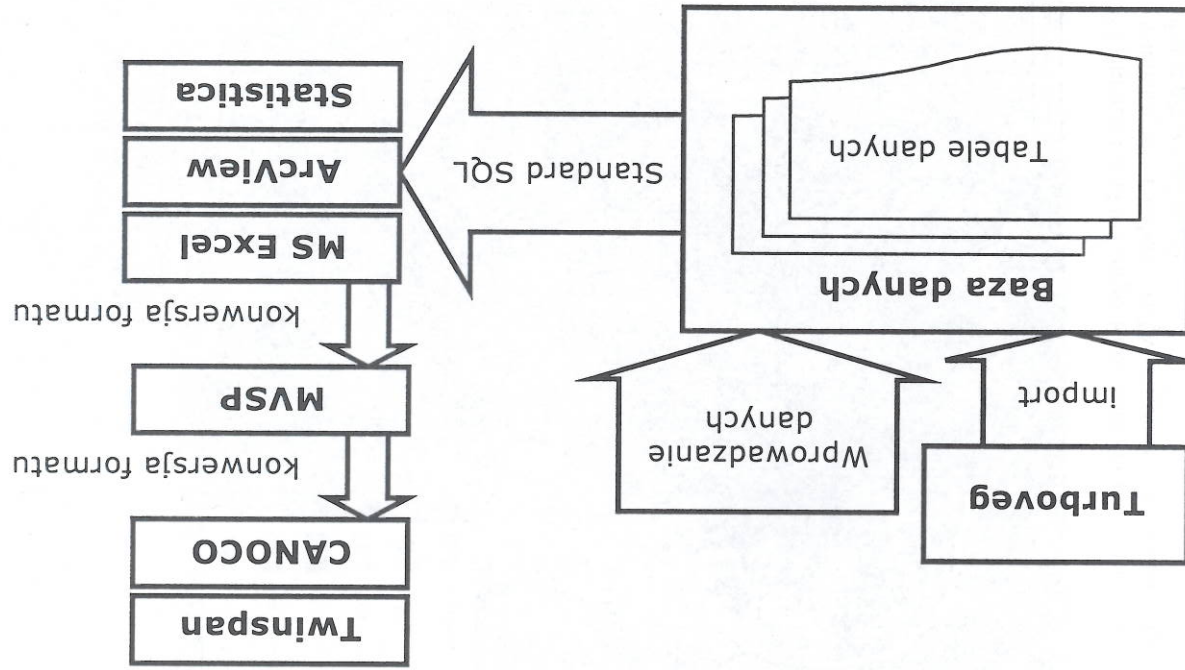 Turboveg
import
Wprowadzanie
danych
Baza danych
Tabele danych
Standard SQL
Twinspan
CANOCO
konwersja formatu
MVSP
konwersja formatu
MS Excel
ArcView
Statistica